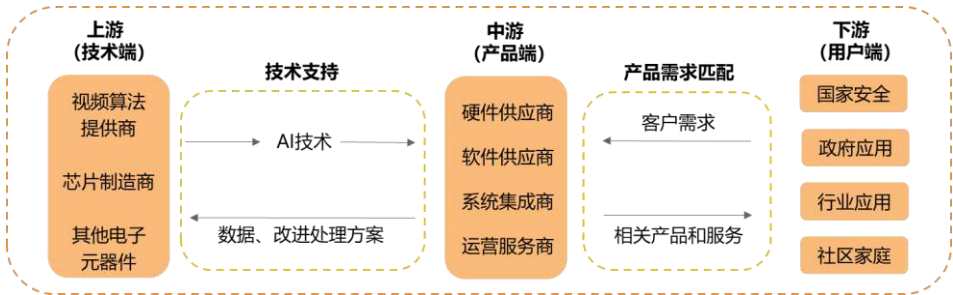 上游
（技术端）
视频算法
提供商
芯片制造商
其他电子
元器件
技术支持
AI技术
数据、改进处理方案
中游
（产品端）
硬件供应商
软件供应商
系统集成商
运营服务商
产品需求匹配
客户需求
相关产品和服务
下游
（用户端）
国家安全
政府应用
行业应用
社区家庭